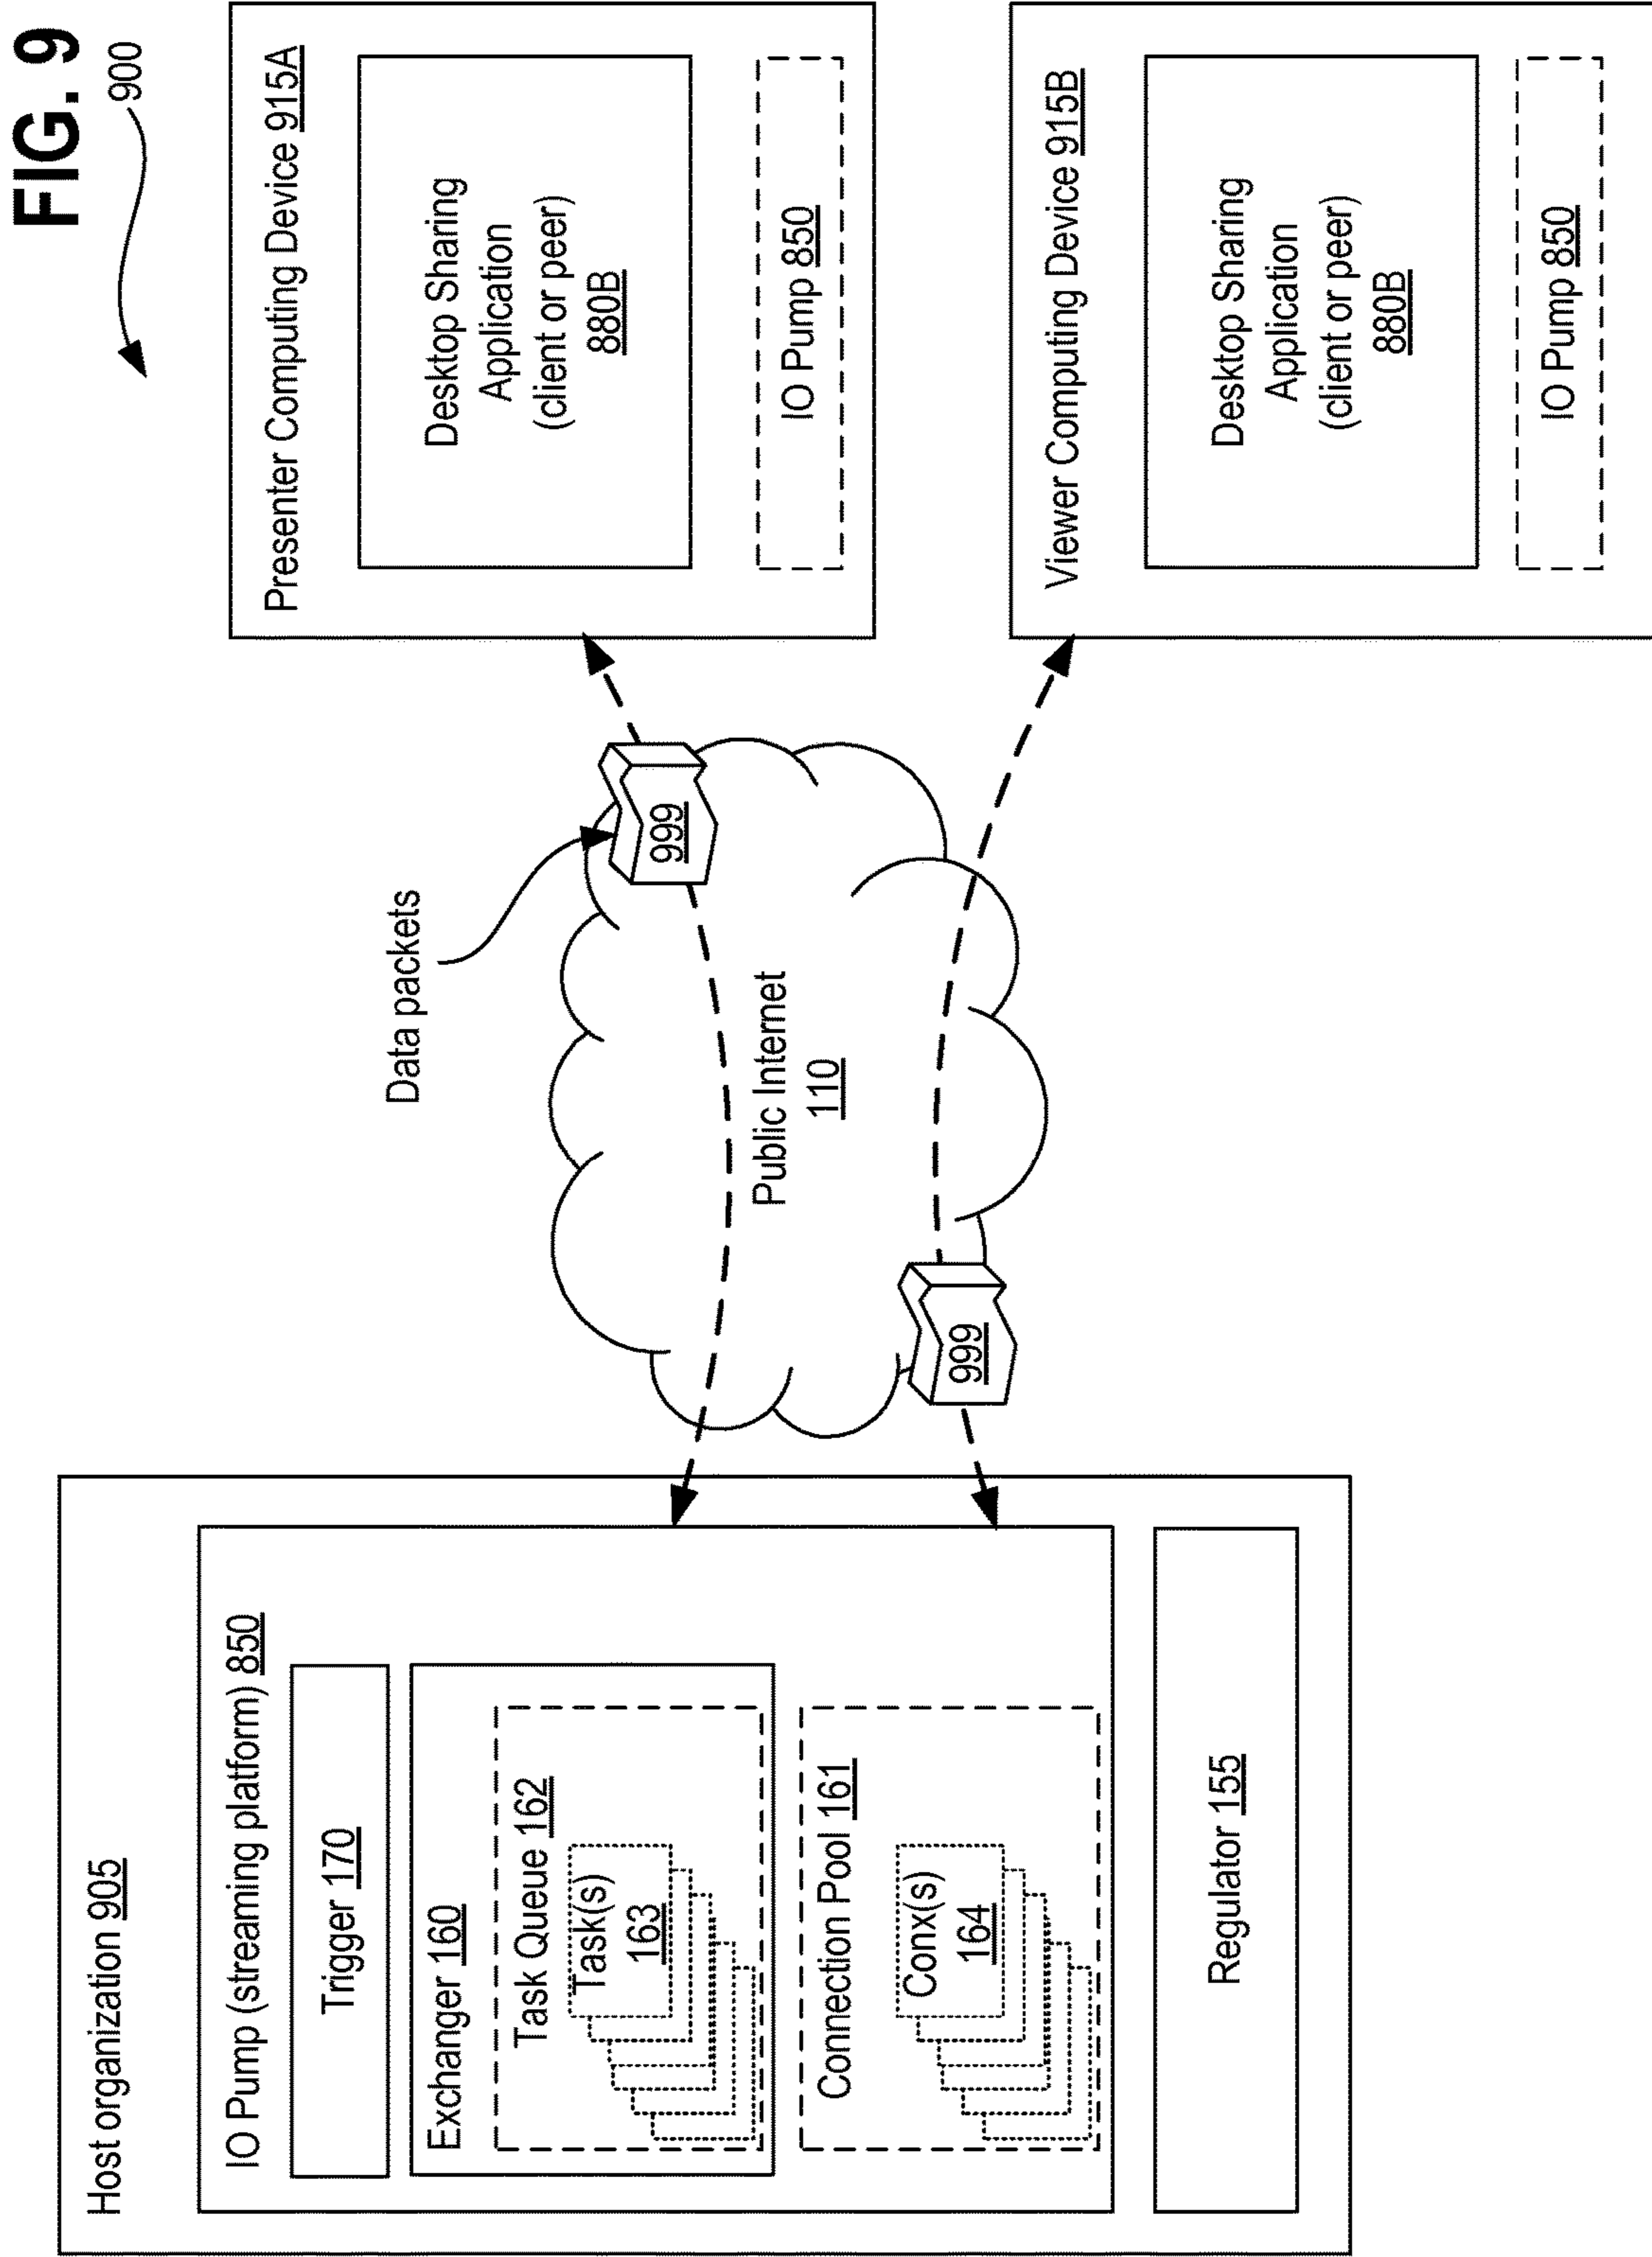 FIG. 9
900
Host organization 905
IO Pump (streaming platform) 850
Trigger 170
Exchanger 160
Task Queue 162
Task(s)
163
Connection Pool 161
Conx(s)
164
Regulator 155
Data packets
999
Public Internet
110
999
Presenter Computing Device 915A
Desktop Sharing
Application
(client or peer)
880B
IO Pump 850
Viewer Computing Device 915B
Desktop Sharing
Application
(client or peer)
880B
IO Pump 850